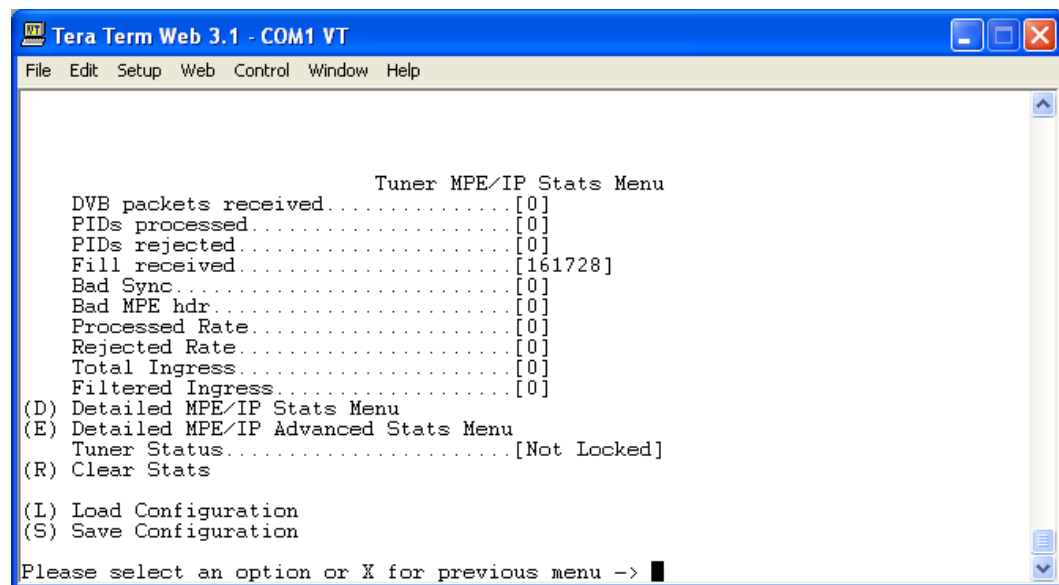 Tera Term Web 3.1 - COM1 VT
File Edit Setup Web Control Window Help
Tuner MPE/IP Stats Menu
DVB packets received...............[0]
PIDs processed.....................[0]
PIDs rejected......................[0]
Fill received......................[161728]
Bad Sync...........................[0]
Bad MPE hdr........................[0]
Processed Rate.....................[0]
Rejected Rate......................[0]
Total Ingress......................[0]
Filtered Ingress...................[0]
(D) Detailed MPE/IP Stats Menu
(E) Detailed MPE/IP Advanced Stats Menu
Tuner Status.......................[Not Locked]
(R) Clear Stats
(L) Load Configuration
(S) Save Configuration
Please select an option or X for previous menu ->